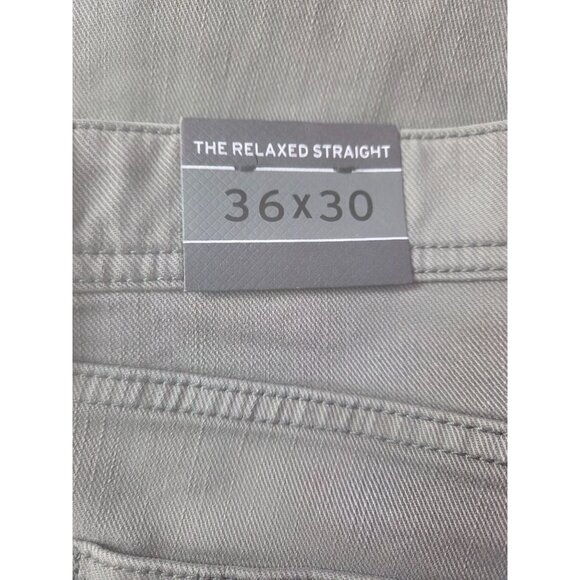 THE RELAXED STRAIGHT
36x30